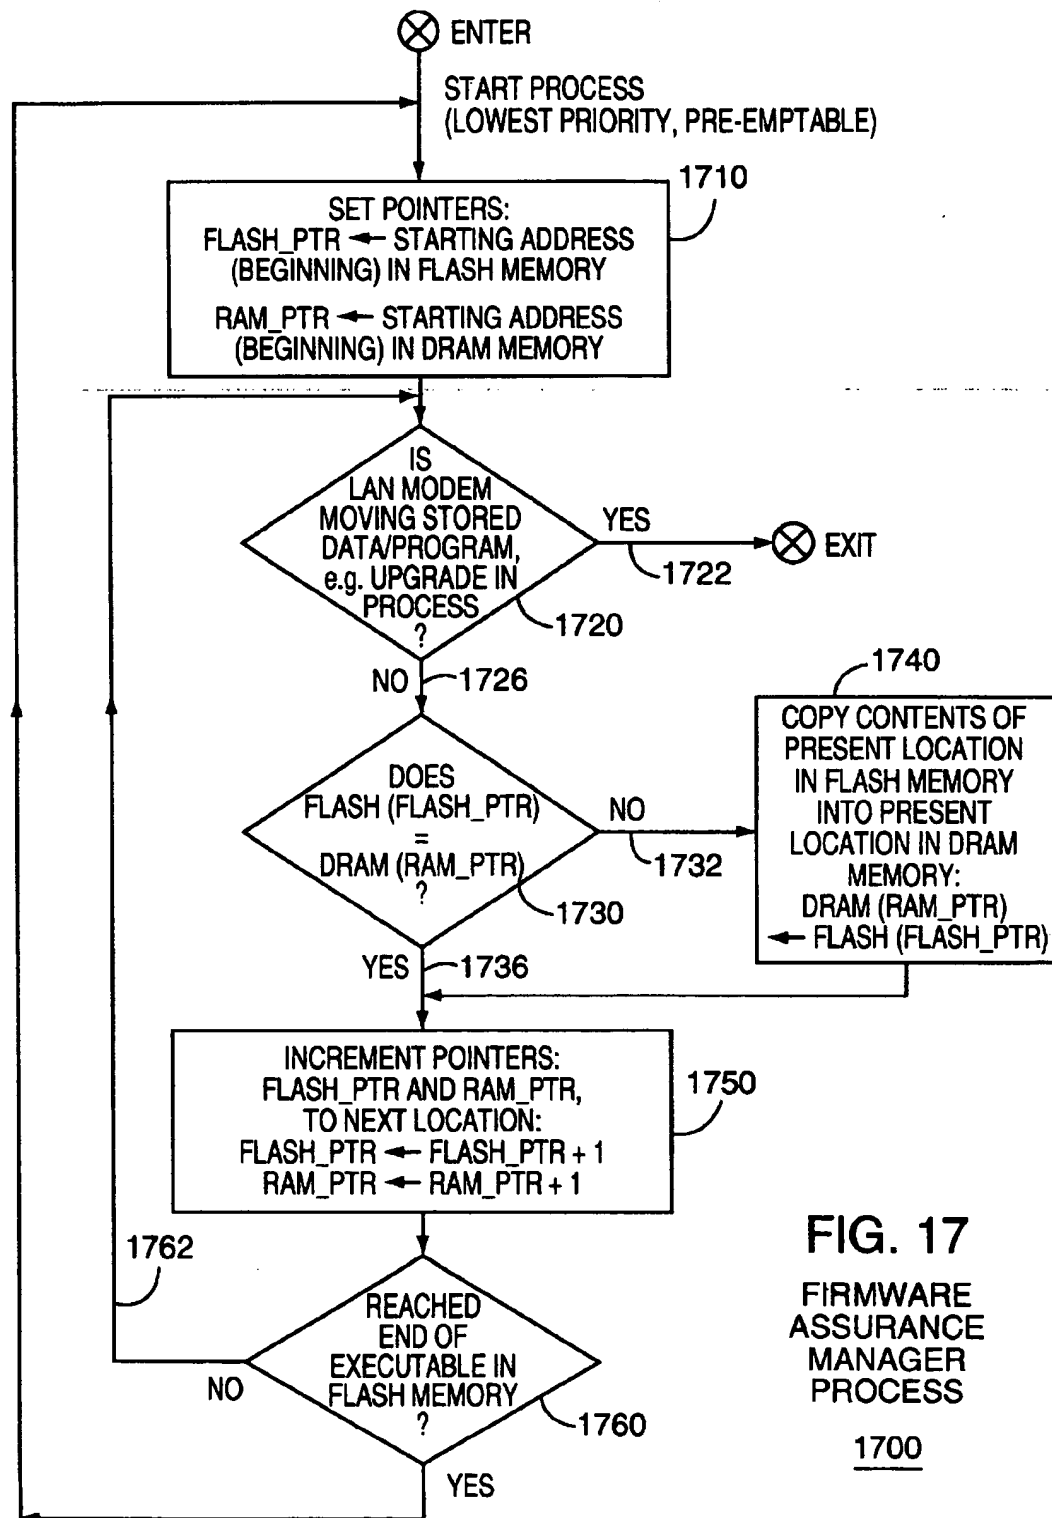 ENTER
START PROCESS
(LOWEST PRIORITY, PRE-EMPTABLE)
1710
SET POINTERS:
FLASH_PTR ← STARTING ADDRESS
(BEGINNING) IN FLASH MEMORY
RAM_PTR ← STARTING ADDRESS
(BEGINNING) IN DRAM MEMORY
IS
LAN MODEM
MOVING STORED
DATA/PROGRAM,
e.g. UPGRADE IN
PROCESS
?
YES
EXIT
1722
1720
NO
1726
1740
COPY CONTENTS OF
PRESENT LOCATION
IN FLASH MEMORY
INTO PRESENT
LOCATION IN DRAM
MEMORY:
DRAM (RAM_PTR)
← FLASH (FLASH_PTR)
DOES
FLASH (FLASH_PTR)
=
DRAM (RAM_PTR)
?
NO
1732
1730
YES
1736
INCREMENT POINTERS:
FLASH_PTR AND RAM_PTR,
TO NEXT LOCATION:
FLASH_PTR ← FLASH_PTR + 1
RAM_PTR ← RAM_PTR + 1
1750
1762
REACHED
END OF
EXECUTABLE IN
FLASH MEMORY
?
NO
1760
YES
FIG. 17
FIRMWARE
ASSURANCE
MANAGER
PROCESS
1700